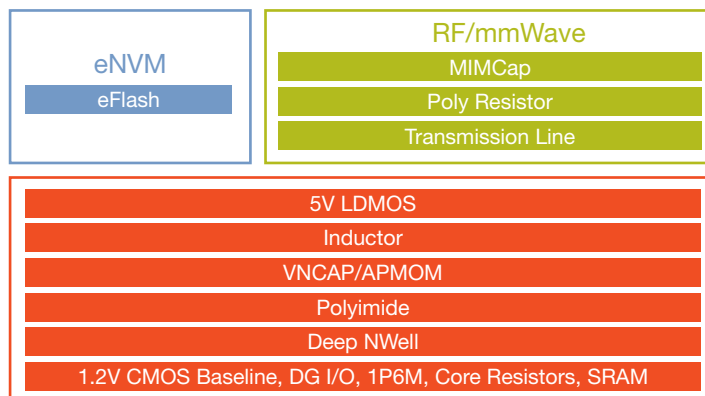 eNVM
eFlash
RF/mmWave
MIMCap
Poly Resistor
Transmission Line
5V LDMOS
Inductor
VNCAP/APMOM
Polyimide
Deep NWell
1.2V CMOS Baseline, DG I/O, 1P6M, Core Resistors, SRAM